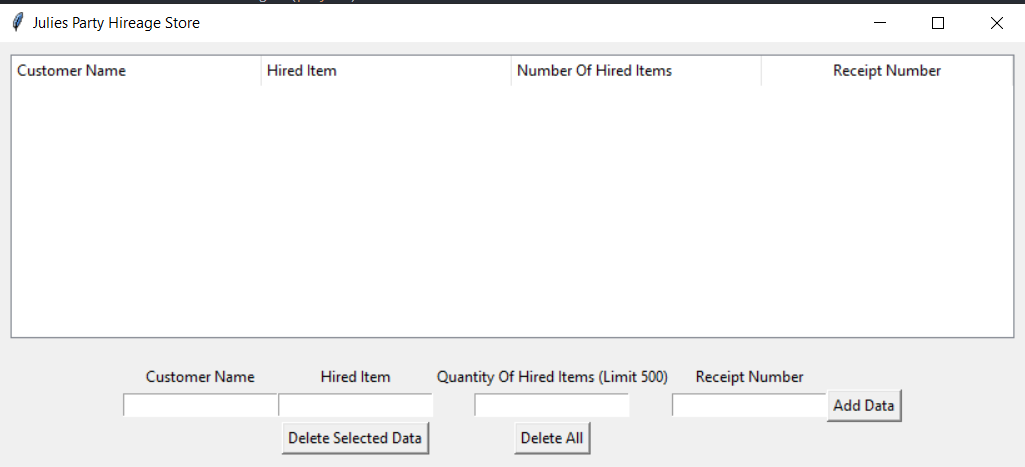 Julies Party Hireage Store
Customer Name Hired Item Number Of Hired Items Receipt Number
Customer Name Hired Item Quantity Of Hired Items (Limit 500) Receipt Number
Add Data
Delete Selected Data Delete All